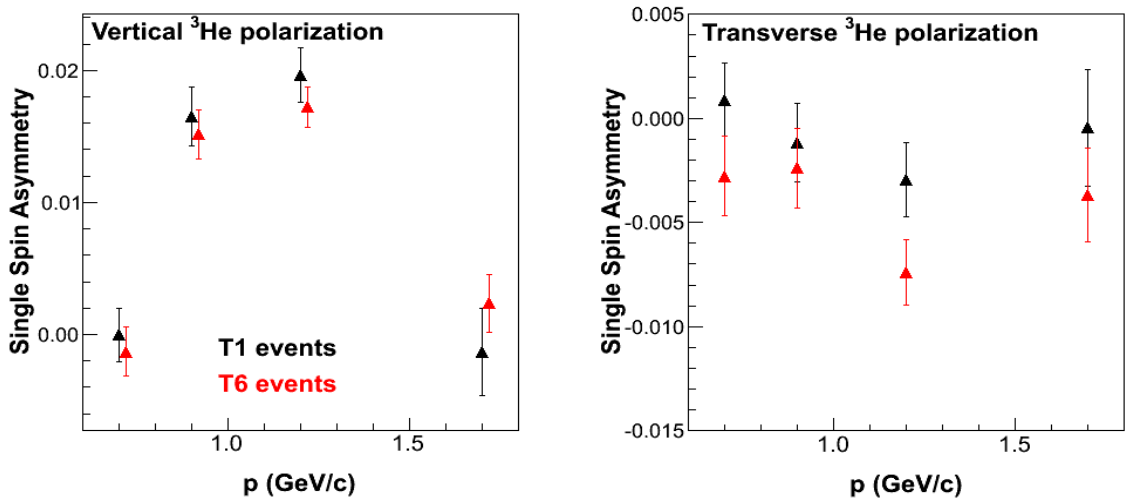 Vertical ³He polarization
Single Spin Asymmetry
0.02
0.01
0.00
T1 events
T6 events
1.0 1.5
p (GeV/c)
Transverse ³He polarization
Single Spin Asymmetry
0.005
0.000
-0.005
-0.010
-0.015
1.0 1.5
p (GeV/c)